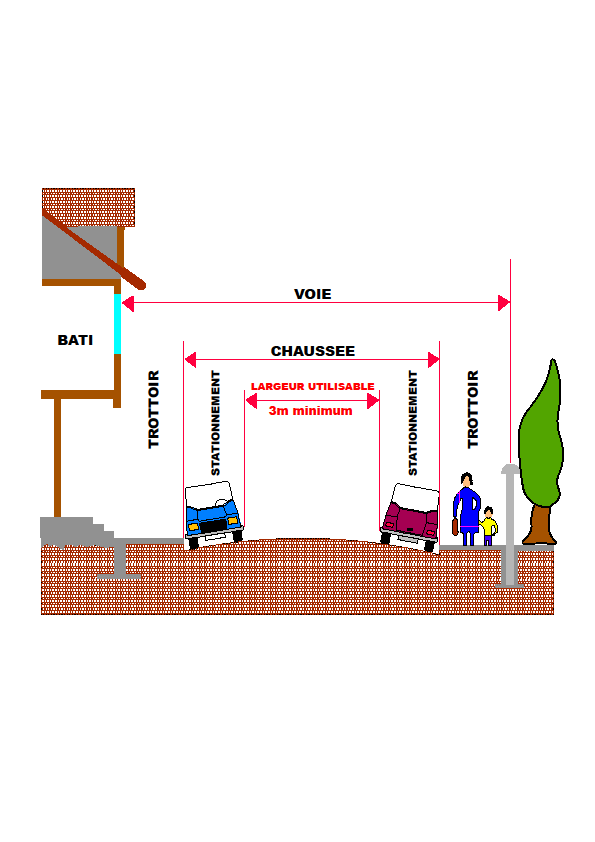 VOIE
BATI
CHAUSSEE
TROTTOIR
STATIONNEMENT
LARGEUR UTILISABLE
3m minimum
STATIONNEMENT
TROTTOIR